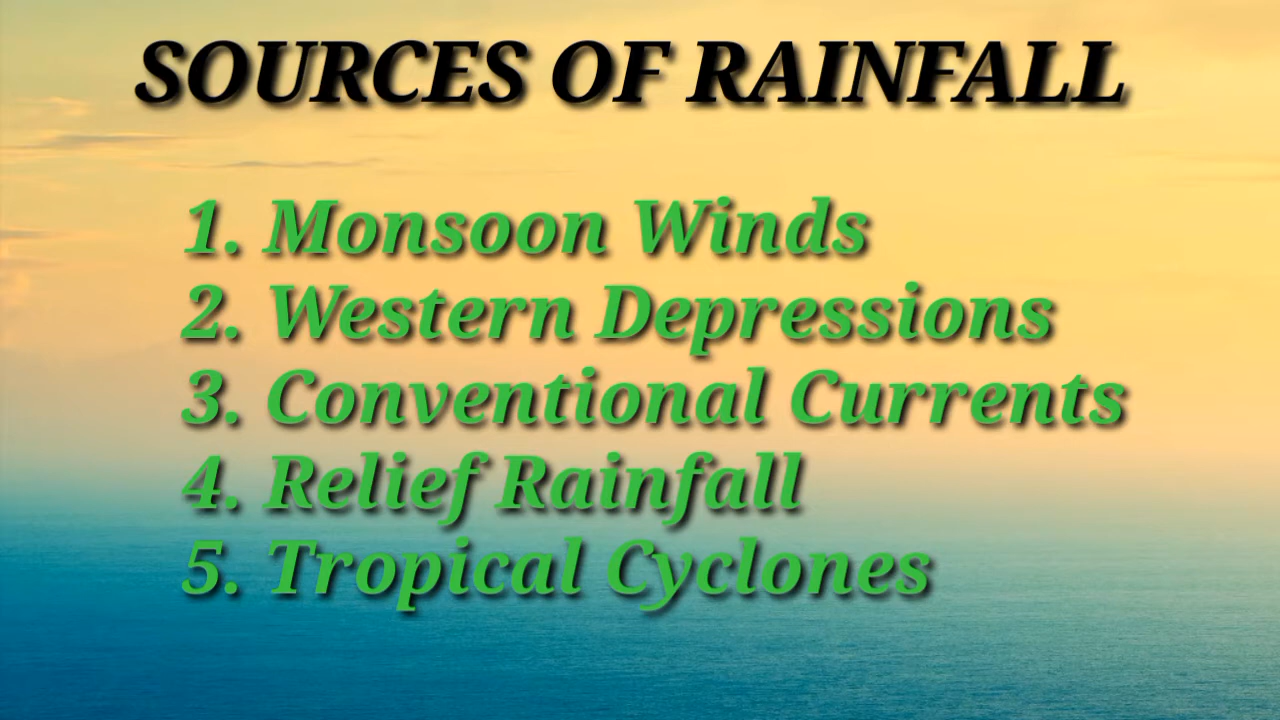 SOURCES OF RAINFALL
1. Monsoon Winds
2. Western Depressions
3. Conventional Currents
4. Relief Rainfall
5. Tropical Cyclones